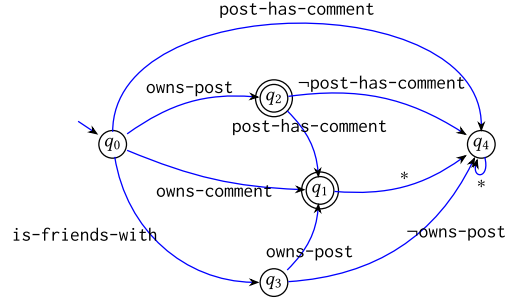 post-has-comment
owns-post
q2
¬post-has-comment
post-has-comment
q0
q4
owns-comment
q1
*
*
is-friends-with
owns-post
¬owns-post
q3